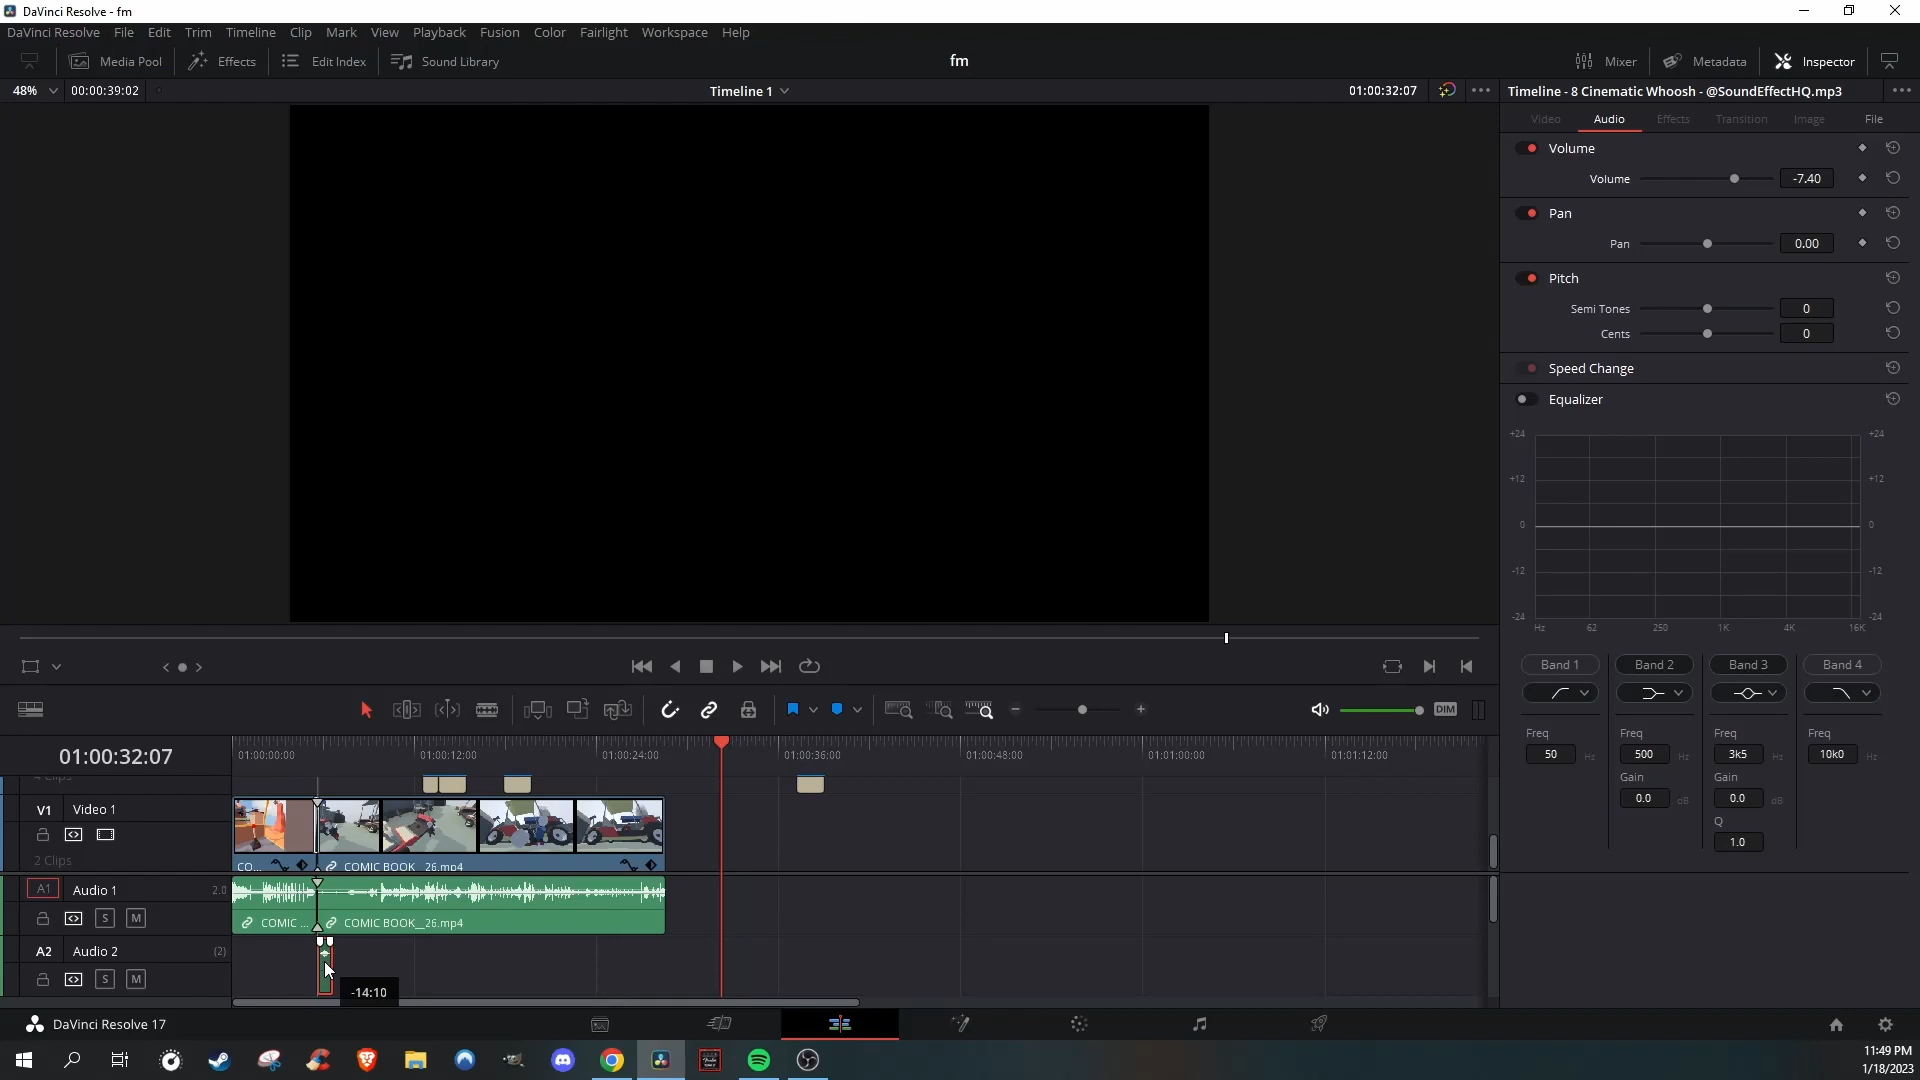 DaVinci Resolve - fm
DaVinci Resolve File Edit Trim Timeline Clip Mark View Playback Fusion Color Fairlight Workspace Help
Media Pool Effects Edit Index Sound Library fm Mixer Metadata Inspector
48% 00:00:39:02 Timeline 1 01:00:32:07 Timeline - 8 Cinematic Whoosh - @SoundEffectHQ.mp3
Video Audio Effects Transition Image File
Volume
Volume -7.40
Pan
Pan 0.00
Pitch
Semi Tones 0
Cents 0
Speed Change
Equalizer
+24 +24
+12 +12
0 0
-12 -12
-24 -24
Hz 62 250 1K 4K 16K
Band 1 Band 2 Band 3 Band 4
Freq Freq Freq Freq
50 Hz 500 Hz 3k5 Hz 10k0 Hz
Gain Gain
0.0 dB 0.0 dB
Q
1.0
DIM
01:00:32:07 01:00:00:00 01:00:12:00 01:00:24:00 01:00:36:00 01:00:48:00 01:01:00:00 01:01:12:00
4 Clips
V1 Video 1
2 Clips
CO... COMIC BOOK__26.mp4
A1 Audio 1 2.0
S M COMIC ... COMIC BOOK__26.mp4
A2 Audio 2 (2)
S M
-14:10
DaVinci Resolve 17
11:49 PM
1/18/2023